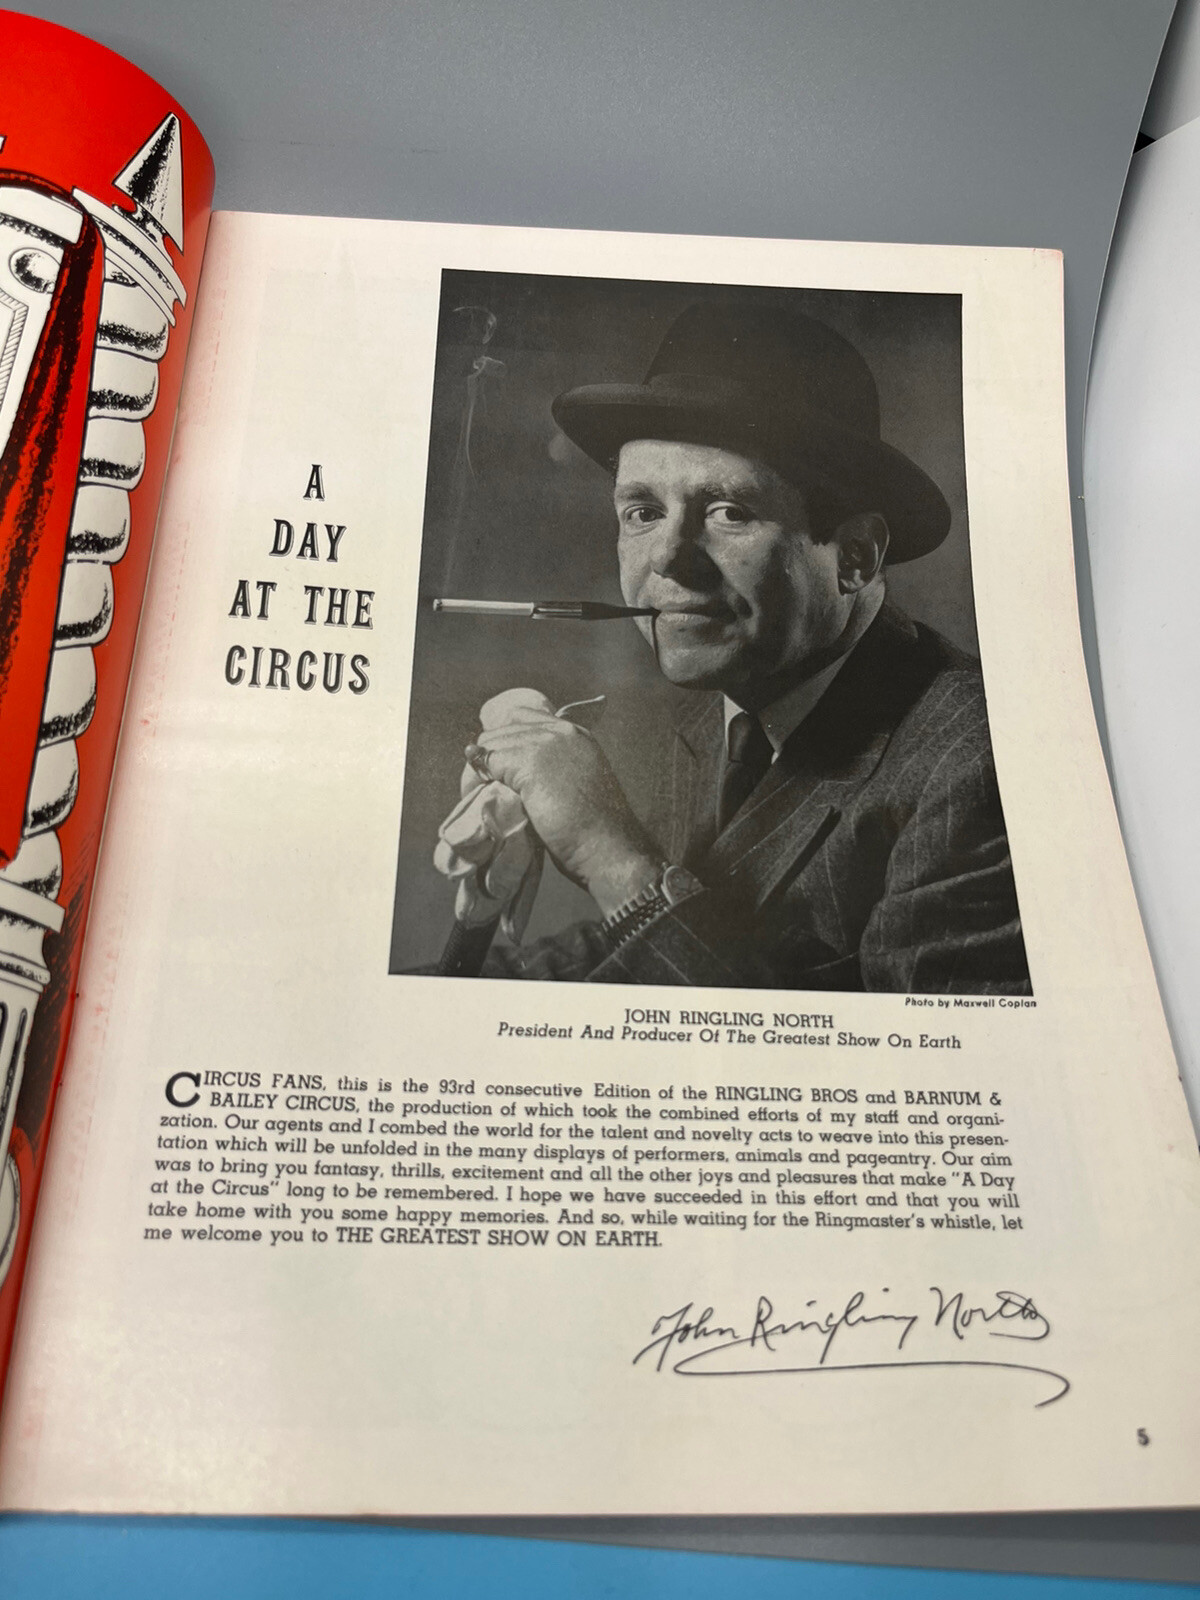 A
DAY
AT THE
CIRCUS
Photo by Maxwell Coplan
JOHN RINGLING NORTH
President And Producer Of The Greatest Show On Earth
CIRCUS FANS, this is the 93rd consecutive Edition of the RINGLING BROS and BARNUM &
BAILEY CIRCUS, the production of which took the combined efforts of my staff and organi-
zation. Our agents and I combed the world for the talent and novelty acts to weave into this presen-
tation which will be unfolded in the many displays of performers, animals and pageantry. Our aim
was to bring you fantasy, thrills, excitement and all the other joys and pleasures that make "A Day
at the Circus" long to be remembered. I hope we have succeeded in this effort and that you will
take home with you some happy memories. And so, while waiting for the Ringmaster's whistle, let
me welcome you to THE GREATEST SHOW ON EARTH.
John Ringling North
5